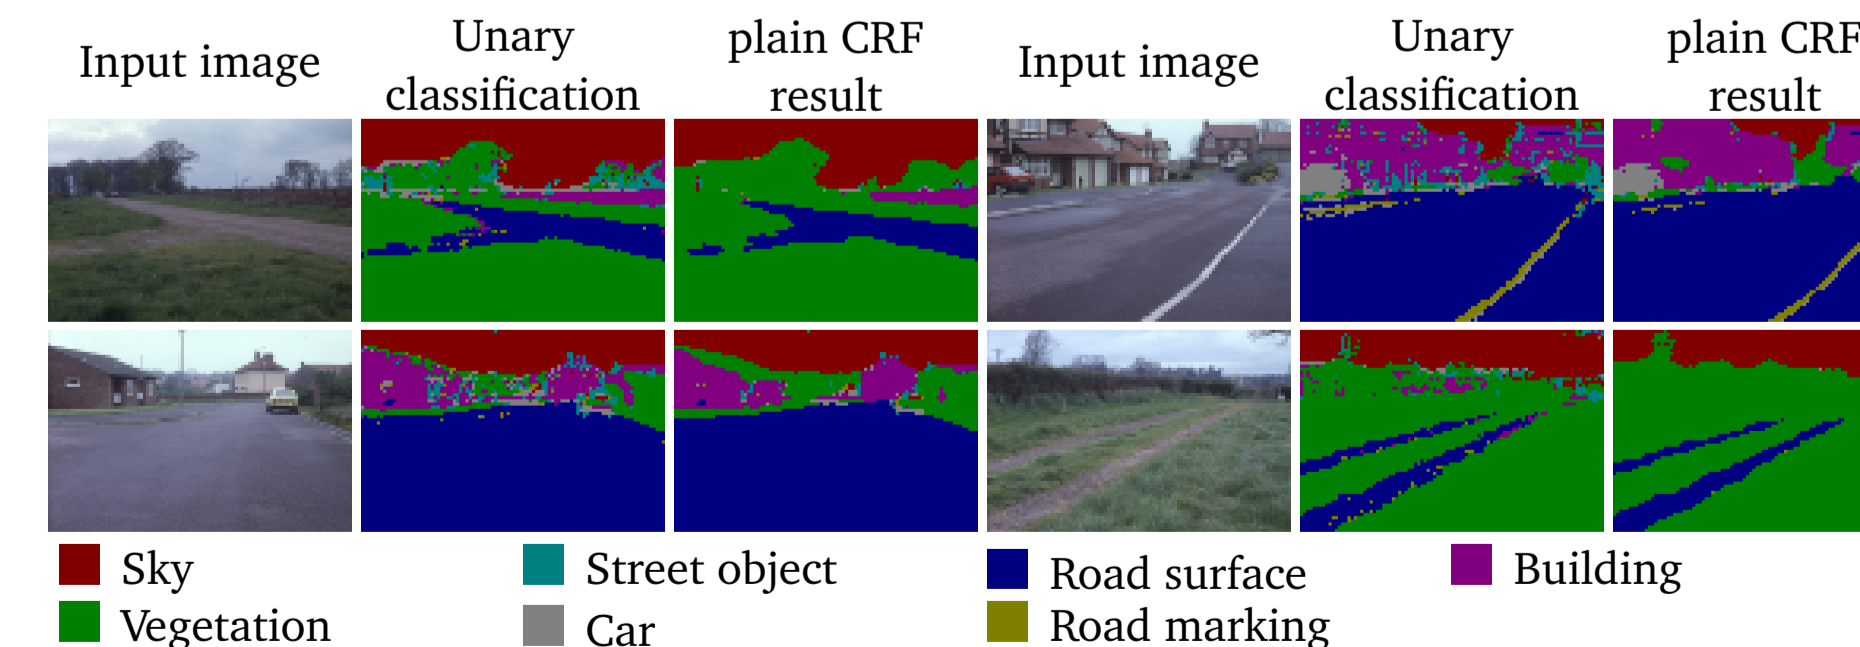 Input image
Unary
classification
plain CRF
result
Input image
Unary
classification
plain CRF
result
Sky
Street object
Road surface
Building
Vegetation
Car
Road marking